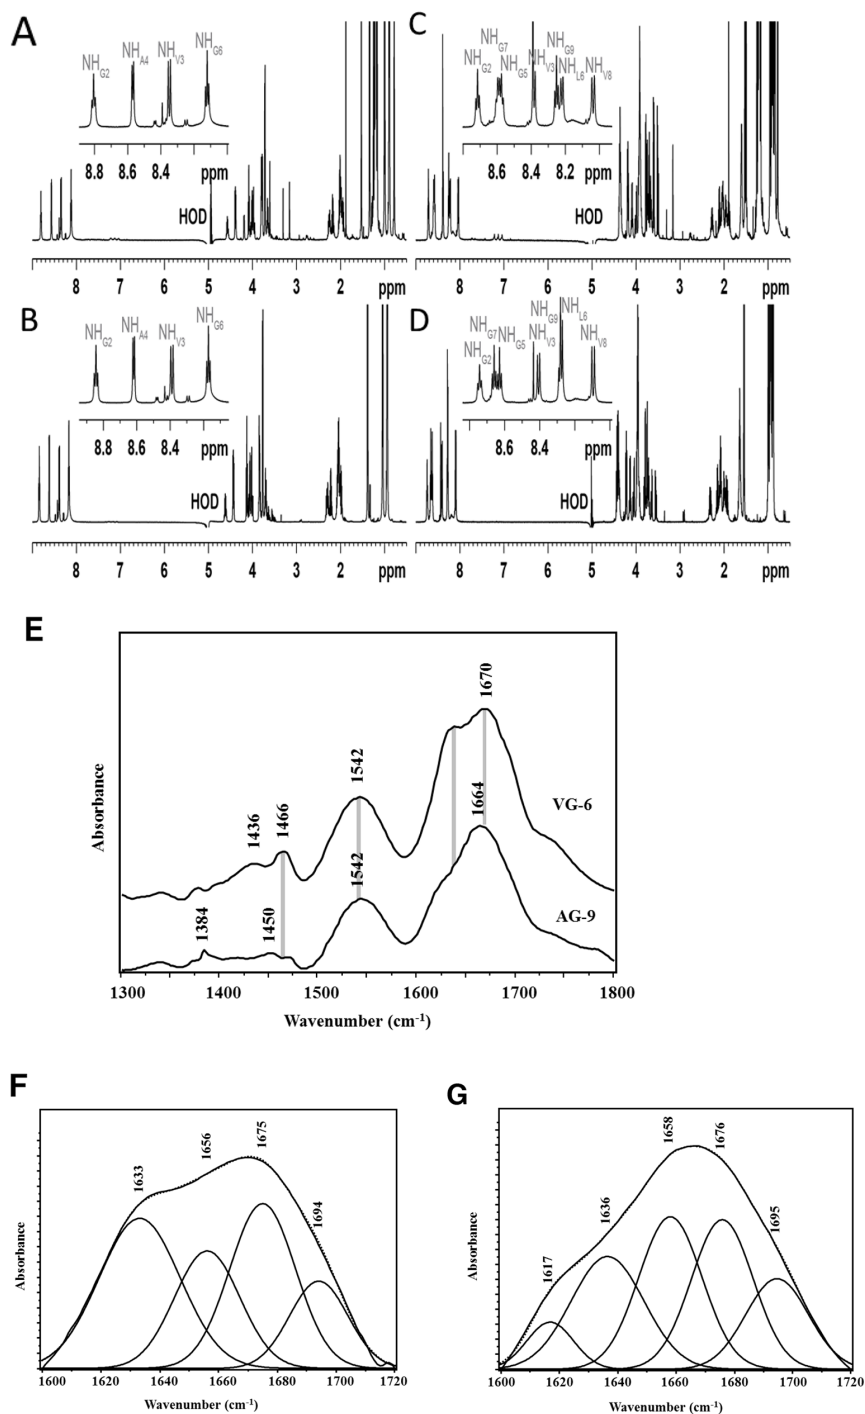 A
NH G2 NH A4 NH V3 NH G6
8.8 8.6 8.4 ppm
HOD
8 7 6 5 4 3 2 ppm
C
NH G7 NH G9
NH G2 NH G5 NH V3 NH L6 NH V8
8.6 8.4 8.2 ppm
HOD
8 7 6 5 4 3 2 ppm
B
NH G2 NH A4 NH V3 NH G6
8.8 8.6 8.4 ppm
HOD
8 7 6 5 4 3 2 ppm
D
NH G9 NH L6
NH G7 NH G5 NH V3 NH V8
NH G2
8.6 8.4 ppm
HOD
8 7 6 5 4 3 2 ppm
E
1670
1542
1664
1436
1466
VG-6
1542
1384
1450
AG-9
Absorbance
1300 1400 1500 1600 1700 1800
Wavenumber (cm-1)
F
1633
1656
1675
1694
Absorbance
1600 1620 1640 1660 1680 1700 1720
Wavenumber (cm-1)
G
1617
1636
1658
1676
1695
Absorbance
1600 1620 1640 1660 1680 1700 1720
Wavenumber (cm-1)